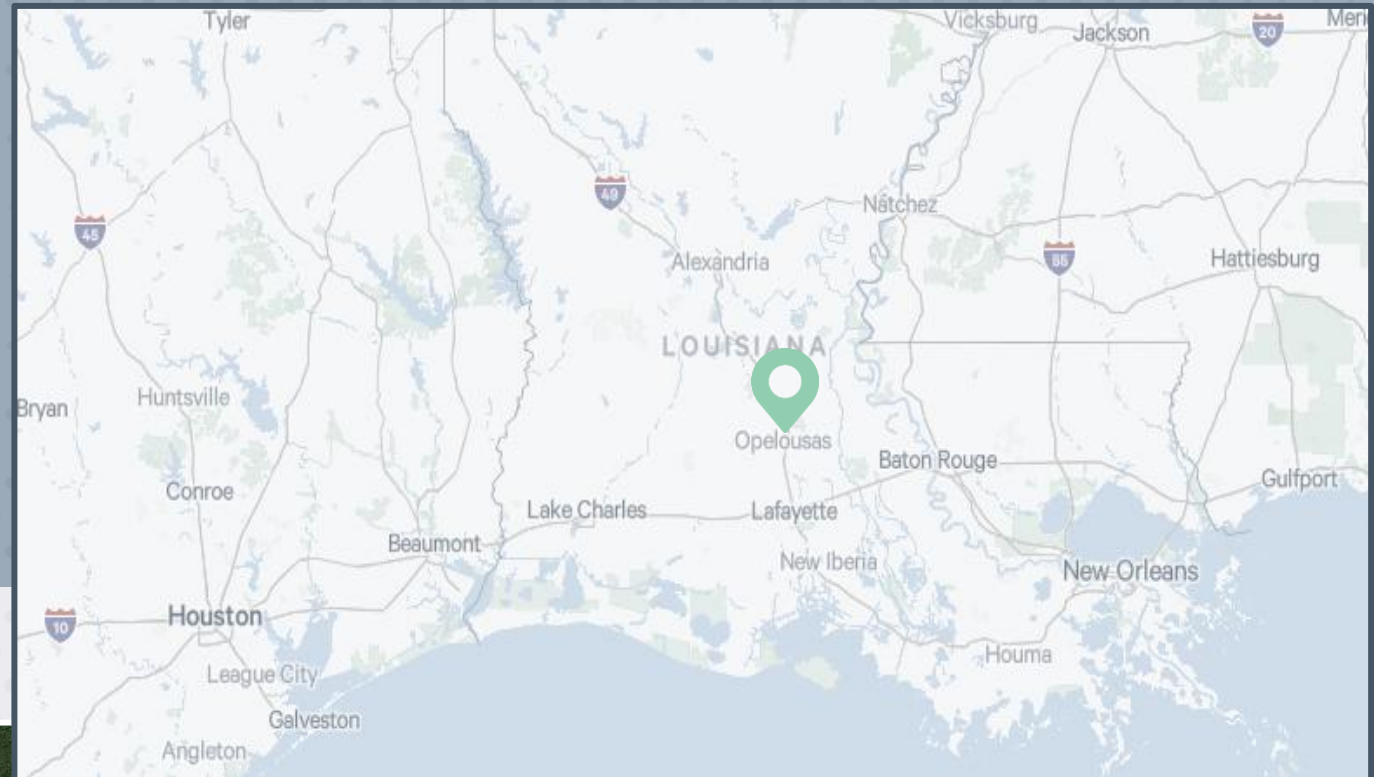 Tyler
Vicksburg
Jackson
20
49
45
Natchez
55
Alexandria
Hattiesburg
LOUISIANA
Huntsville
Bryan
Opelousas
Baton Rouge
Gulfport
Conroe
Lake Charles
Lafayette
Beaumont
New Iberia
New Orleans
Houston
10
Houma
League City
Galveston
Angleton